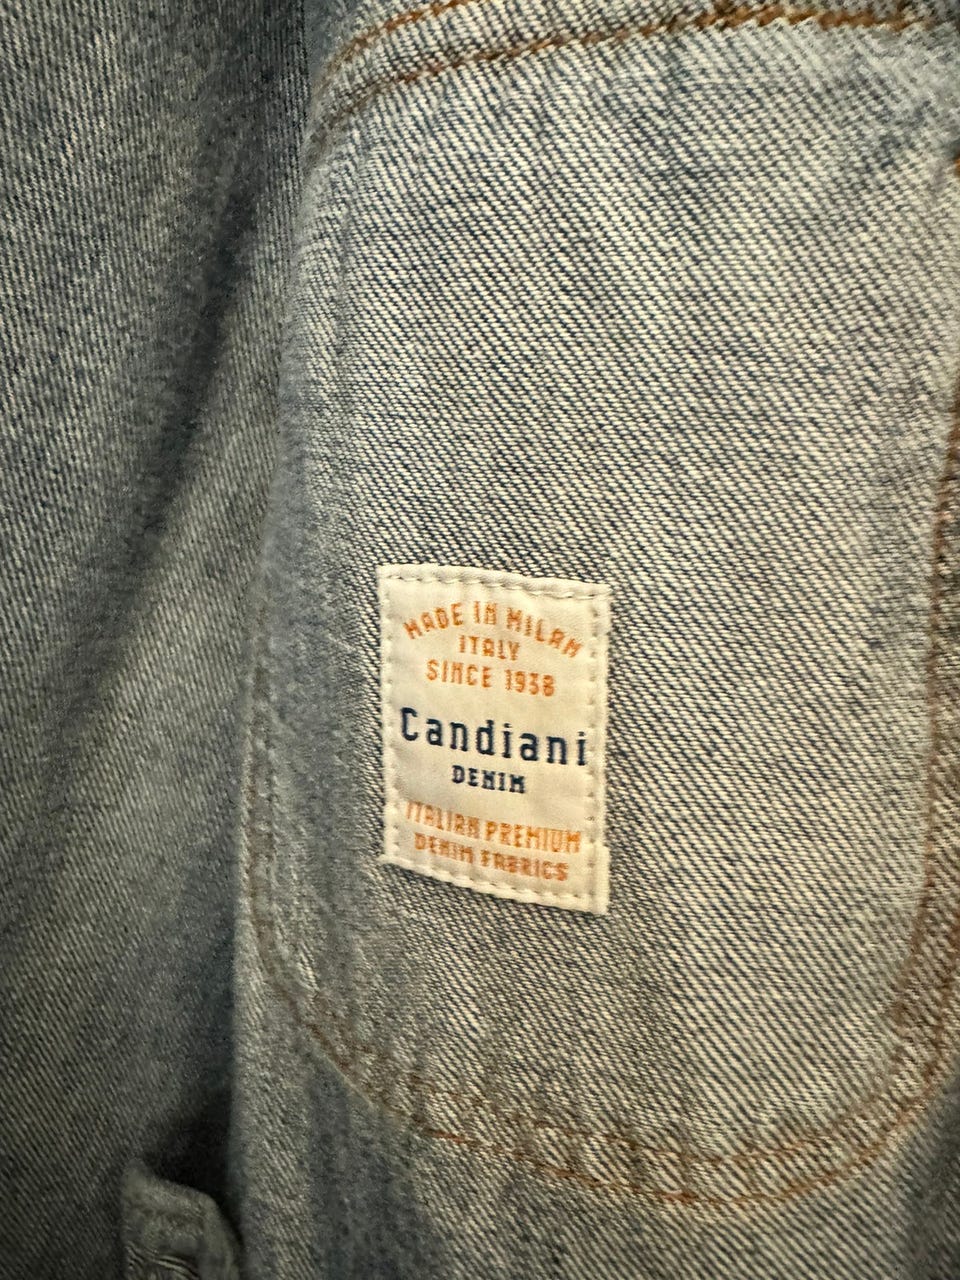 MADE IN MILAN
ITALY
SINCE 1938
Candiani
DENIM
ITALIAN PREMIUM
DENIM FABRICS